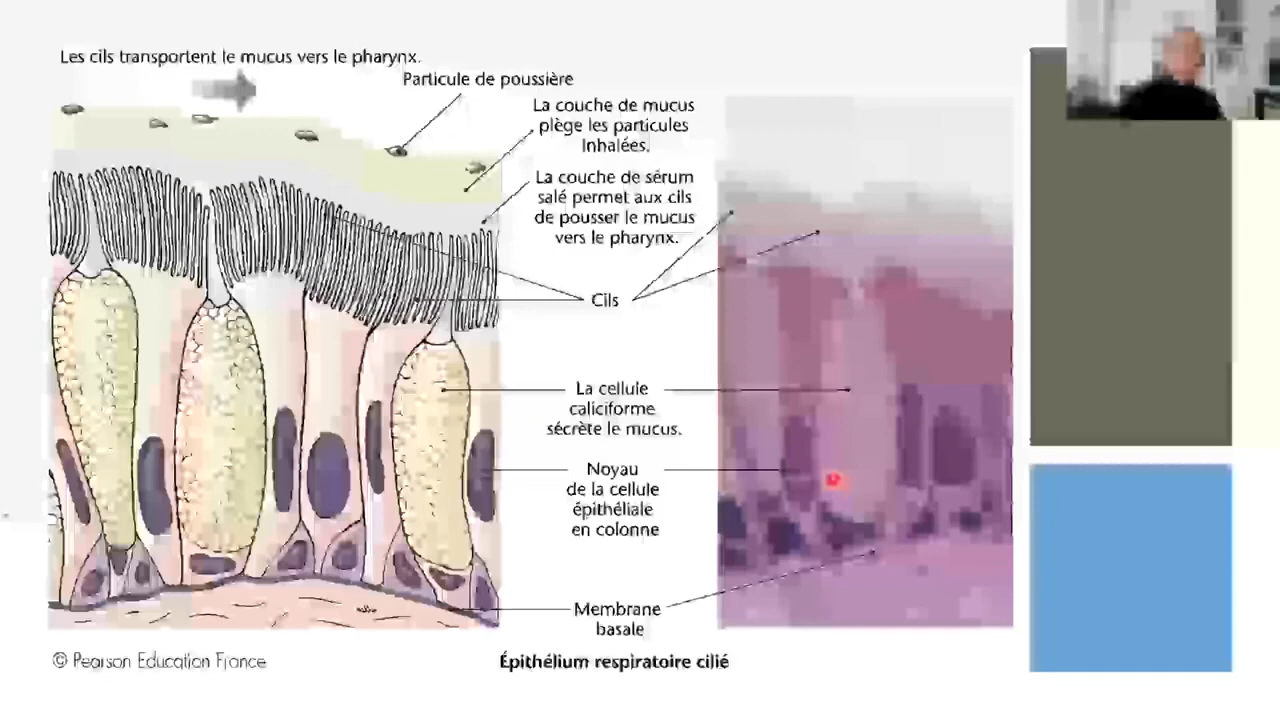 Les cils transportent le mucus vers le pharynx.
Particule de poussière
La couche de mucus
plège les particules
Inhalées.
La couche de sérum
salé permet aux cils
de pousser le mucus
vers le pharynx.
Cils
La cellule
caliciforme
sécrète le mucus.
Noyau
de la cellule
épithéliale
en colonne
Membrane
basale
© Pearson Education France
Épithélium respiratoire cilié